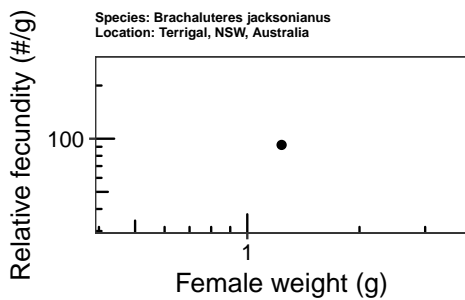 Species: Brachaluteres jacksonianus
Location: Terrigal, NSW, Australia
Relative fecundity (#/g)
100
1
Female weight (g)